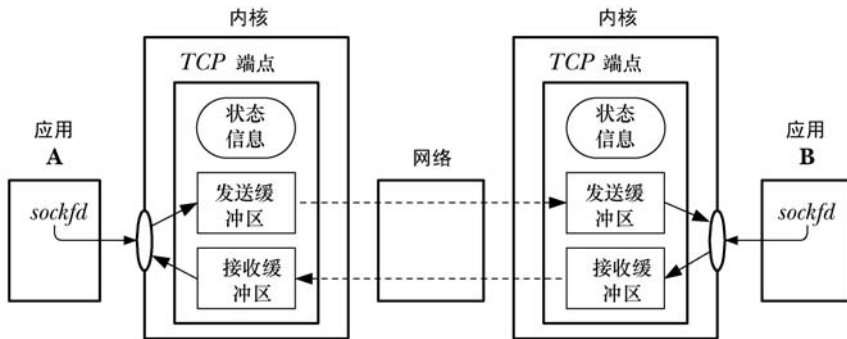 内核
TCP 端点
状态
信息
发送缓
冲区
接收缓
冲区
应用
A
sockfd
网络
内核
TCP 端点
状态
信息
发送缓
冲区
接收缓
冲区
应用
B
sockfd